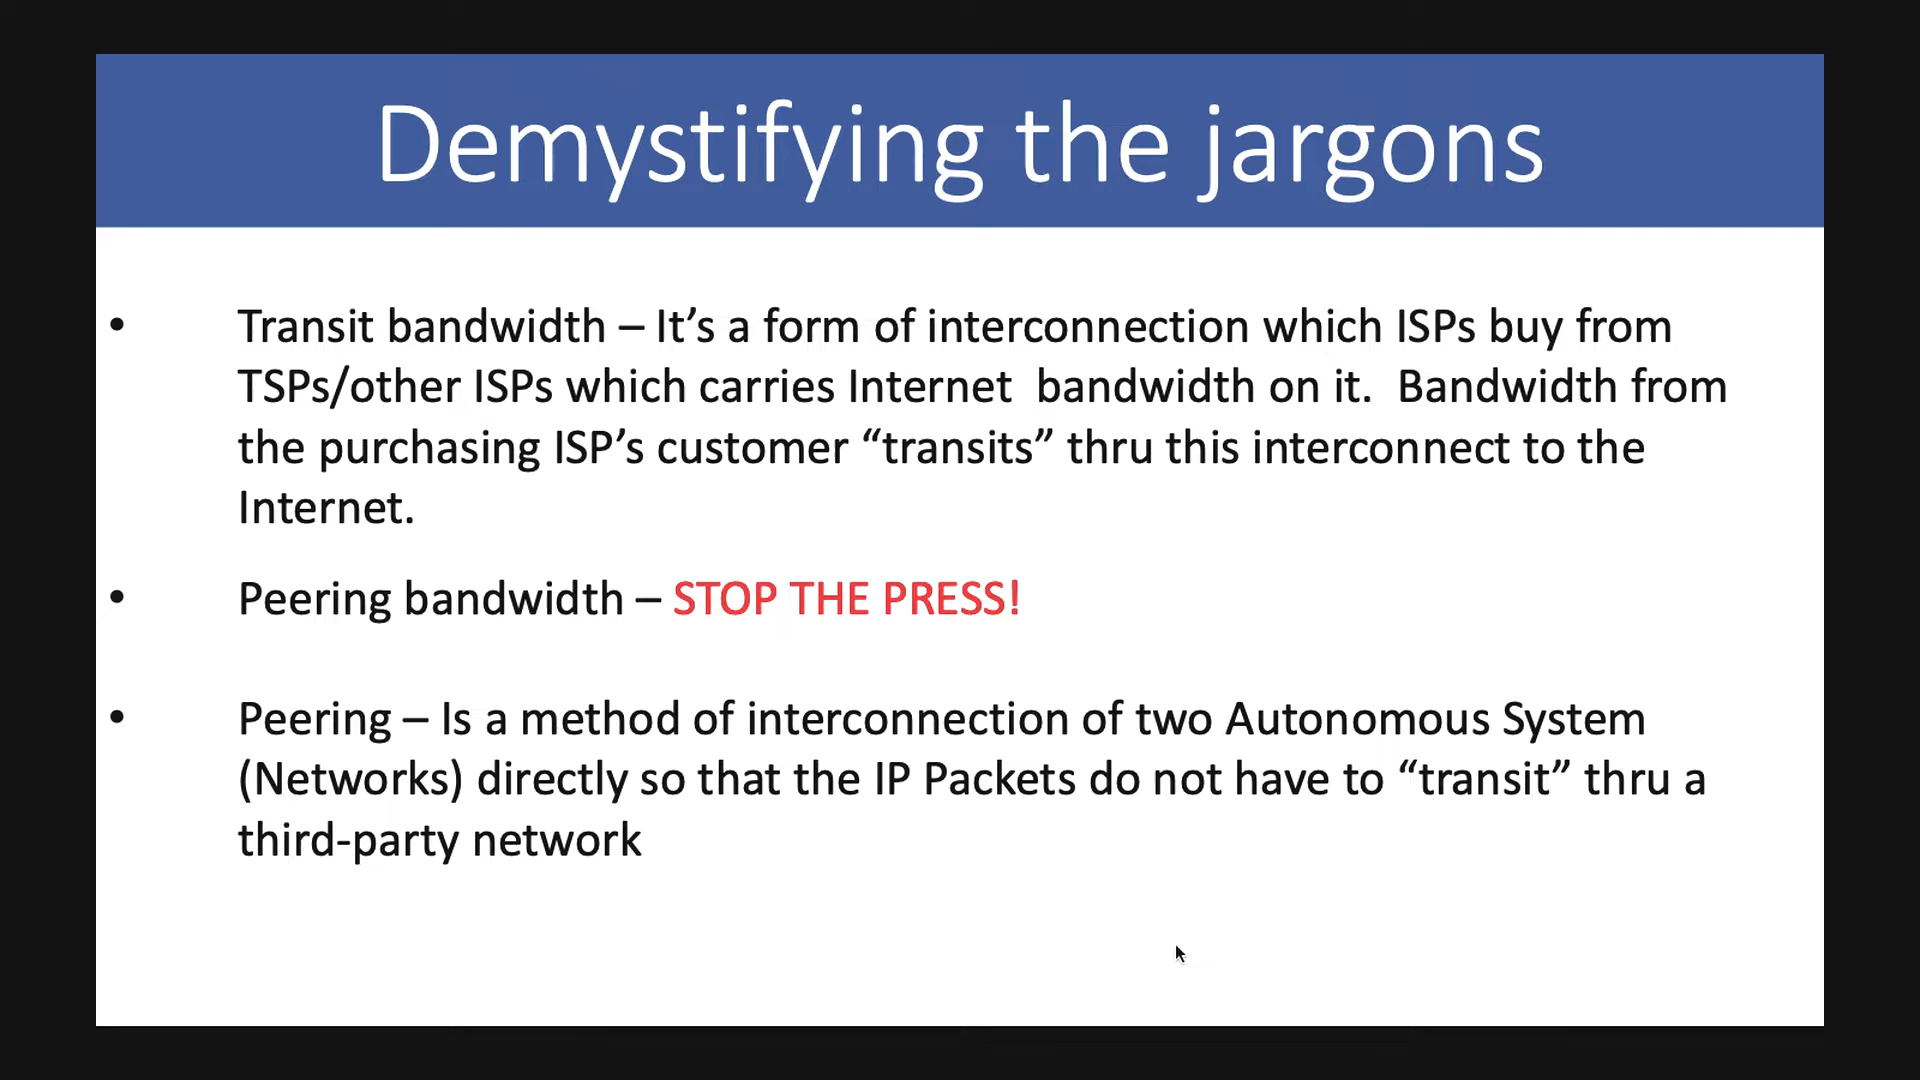 Demystifying the jargons
• Transit bandwidth – It’s a form of interconnection which ISPs buy from
TSPs/other ISPs which carries Internet  bandwidth on it.  Bandwidth from
the purchasing ISP’s customer “transits” thru this interconnect to the
Internet.
• Peering bandwidth – STOP THE PRESS!
• Peering – Is a method of interconnection of two Autonomous System
(Networks) directly so that the IP Packets do not have to “transit” thru a
third-party network